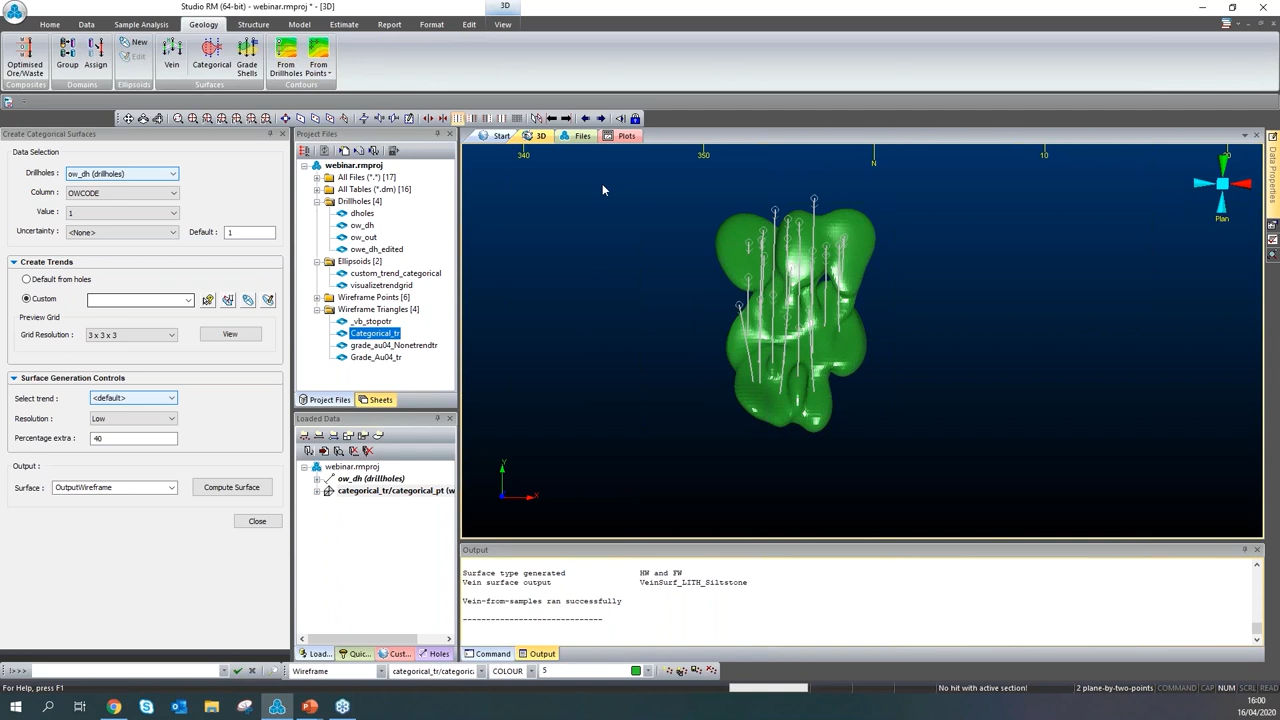 Studio RM (64-bit) - webinar.rmproj * - [3D]
3D
Home Data Sample Analysis Geology Structure Model Estimate Report Format Edit View
New
Edit
Optimised Ore/Waste
Group Assign
Vein Categorical Grade Shells
From Drillholes From Points
Composites Domains Ellipsoids Surfaces Contours
Create Categorical Surfaces
Data Selection
Drillholes: ow_dh (drillholes)
Column: OWCODE
Value: 1
Uncertainty: <None> Default: 1
Create Trends
Default from holes
Custom
Preview Grid
Grid Resolution: 3 x 3 x 3 View
Surface Generation Controls
Select trend: <default>
Resolution: Low
Percentage extra: 40
Output :
Surface: OutputWireframe Compute Surface
Close
Project Files
webinar.rmproj
All Files (*.*) [17]
All Tables (*.dm) [16]
Drillholes [4]
dholes
ow_dh
ow_out
owe_dh_edited
Ellipsoids [2]
custom_trend_categorical
visualizetrendgrid
Wireframe Points [6]
Wireframe Triangles [4]
_vb_stopotr
Categorical_tr
grade_au04_Nonetrendtr
Grade_Au04_tr
Project Files Sheets
Loaded Data
webinar.rmproj
ow_dh (drillholes)
categorical_tr/categorical_pt (w
Load... Quic... Cust... Holes
Start 3D Files Plots
340 350 N 10 20
Plan
Y
X
Output
Surface type generated HW and FW
Vein surface output VeinSurf_LITH_Siltstone
Vein-from-samples ran successfully
------------------------------
Command Output
Data Properties
!>>> Wireframe categorical_tr/categoric COLOUR 5
For Help, press F1
No hit with active section! 2 plane-by-two-points COMMAND CAP NUM SCRL READ
16:00
16/04/2020